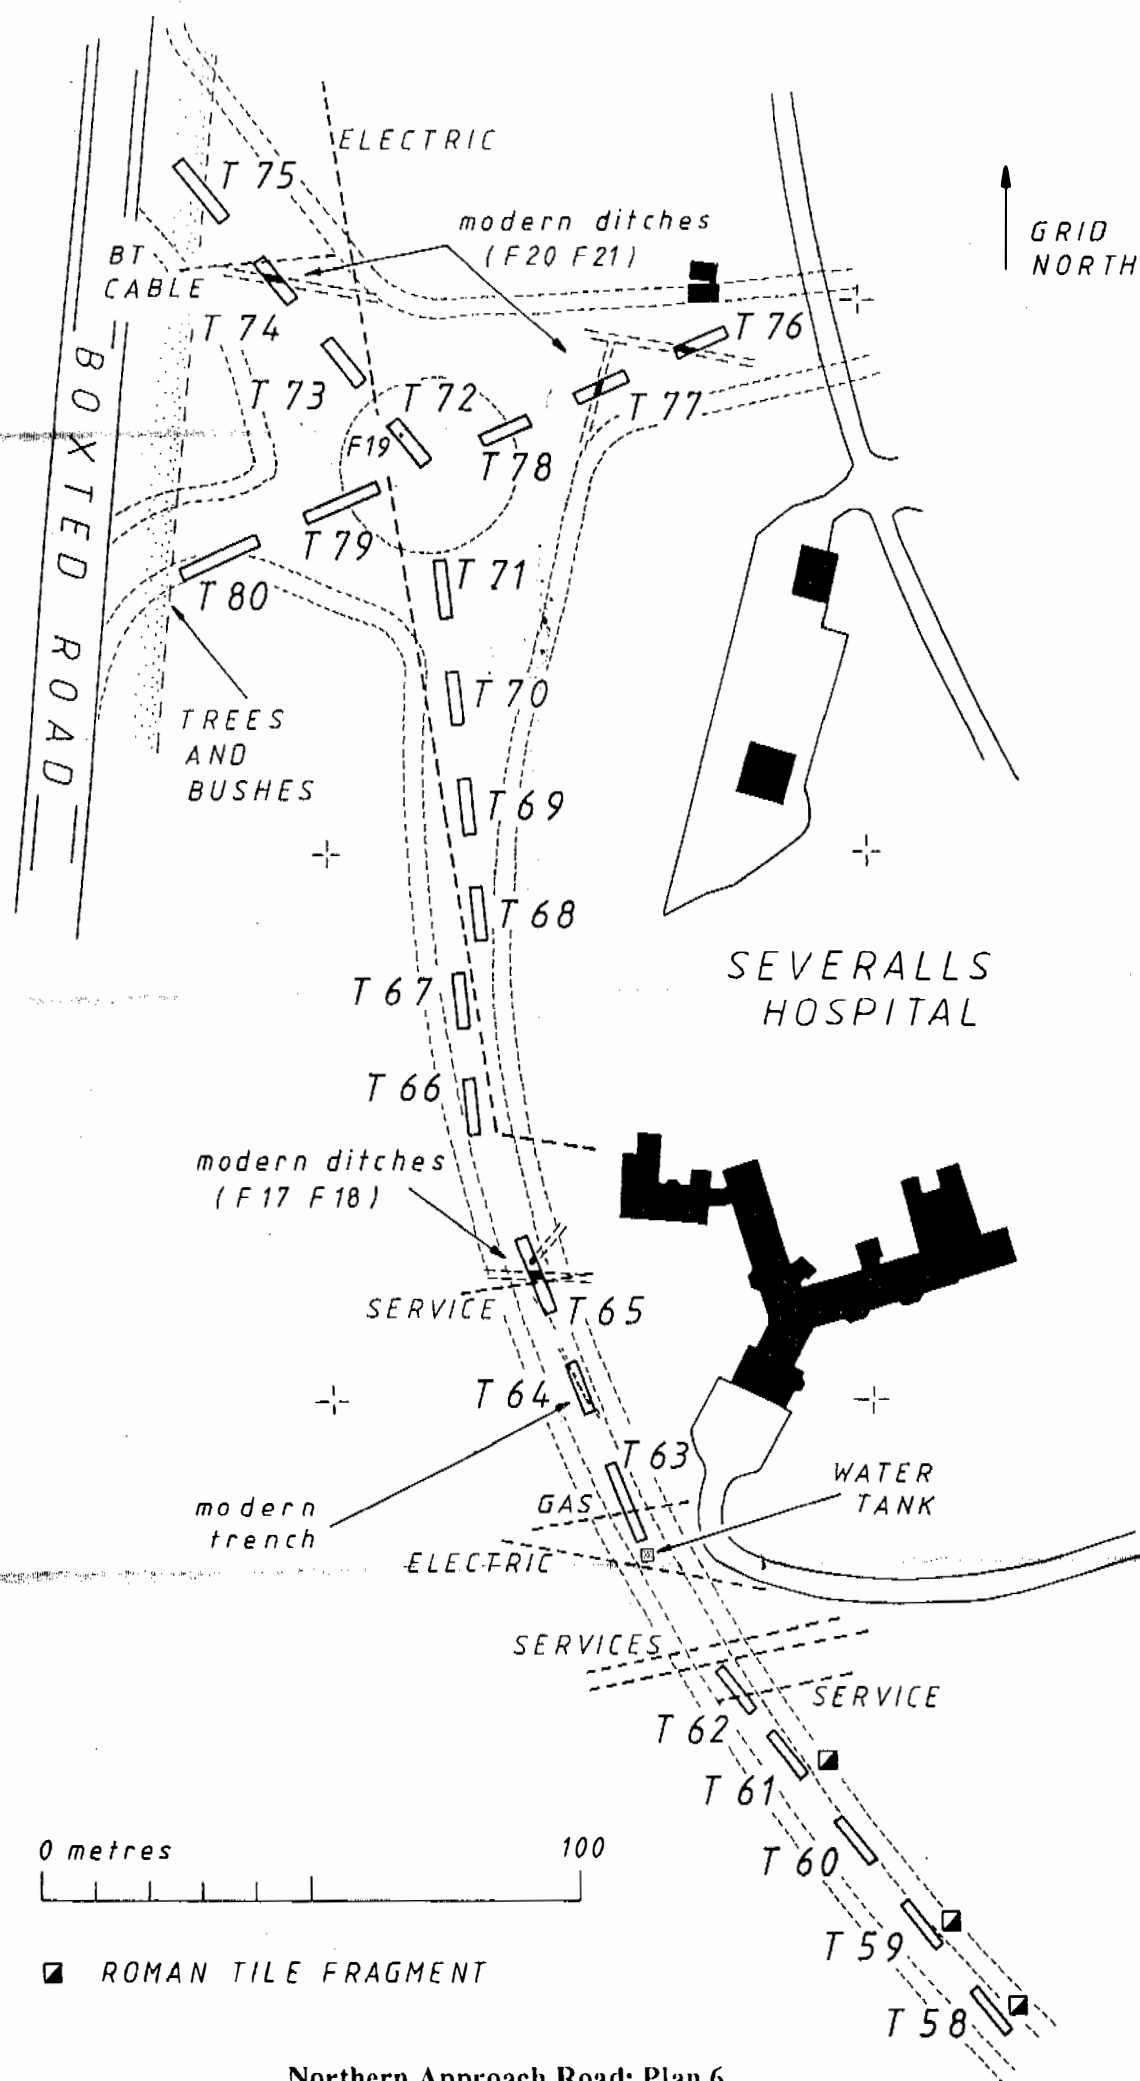 ELECTRIC
T 75
modern ditches
(F20 F21)
GRID
NORTH
BT
CABLE
T 74
T 76
T 73
T 72
T 77
F19
T 78
BOXTED ROAD
T 79
T 71
T 80
T 70
TREES
AND
BUSHES
T 69
T 68
SEVERALLS
HOSPITAL
T 67
T 66
modern ditches
(F17 F18)
SERVICE
T 65
T 64
T 63
WATER
TANK
GAS
modern
trench
ELECTRIC
SERVICES
SERVICE
T 62
T 61
0 metres
100
T 60
T 59
ROMAN TILE FRAGMENT
T 58
Northern Approach Road: Plan 6